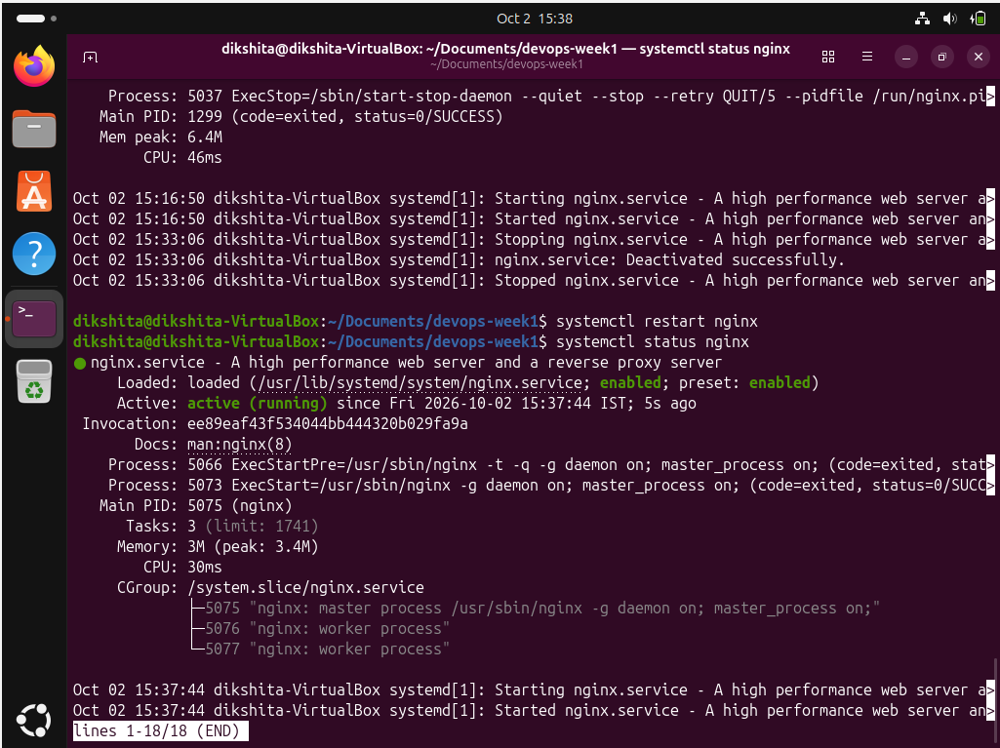 Oct 2 15:38
dikshita@dikshita-VirtualBox: ~/Documents/devops-week1 — systemctl status nginx
~/Documents/devops-week1
Process: 5037 ExecStop=/sbin/start-stop-daemon --quiet --stop --retry QUIT/5 --pidfile /run/nginx.pi>
Main PID: 1299 (code=exited, status=0/SUCCESS)
Mem peak: 6.4M
CPU: 46ms
Oct 02 15:16:50 dikshita-VirtualBox systemd[1]: Starting nginx.service - A high performance web server a>
Oct 02 15:16:50 dikshita-VirtualBox systemd[1]: Started nginx.service - A high performance web server an>
Oct 02 15:33:06 dikshita-VirtualBox systemd[1]: Stopping nginx.service - A high performance web server a>
Oct 02 15:33:06 dikshita-VirtualBox systemd[1]: nginx.service: Deactivated successfully.
Oct 02 15:33:06 dikshita-VirtualBox systemd[1]: Stopped nginx.service - A high performance web server an>
dikshita@dikshita-VirtualBox:~/Documents/devops-week1$ systemctl restart nginx
dikshita@dikshita-VirtualBox:~/Documents/devops-week1$ systemctl status nginx
● nginx.service - A high performance web server and a reverse proxy server
Loaded: loaded (/usr/lib/systemd/system/nginx.service; enabled; preset: enabled)
Active: active (running) since Fri 2026-10-02 15:37:44 IST; 5s ago
Invocation: ee89eaf43f534044bb444320b029fa9a
Docs: man:nginx(8)
Process: 5066 ExecStartPre=/usr/sbin/nginx -t -q -g daemon on; master_process on; (code=exited, stat>
Process: 5073 ExecStart=/usr/sbin/nginx -g daemon on; master_process on; (code=exited, status=0/SUCC>
Main PID: 5075 (nginx)
Tasks: 3 (limit: 1741)
Memory: 3M (peak: 3.4M)
CPU: 30ms
CGroup: /system.slice/nginx.service
├─5075 "nginx: master process /usr/sbin/nginx -g daemon on; master_process on;"
├─5076 "nginx: worker process"
└─5077 "nginx: worker process"
Oct 02 15:37:44 dikshita-VirtualBox systemd[1]: Starting nginx.service - A high performance web server a>
Oct 02 15:37:44 dikshita-VirtualBox systemd[1]: Started nginx.service - A high performance web server an>
lines 1-18/18 (END)